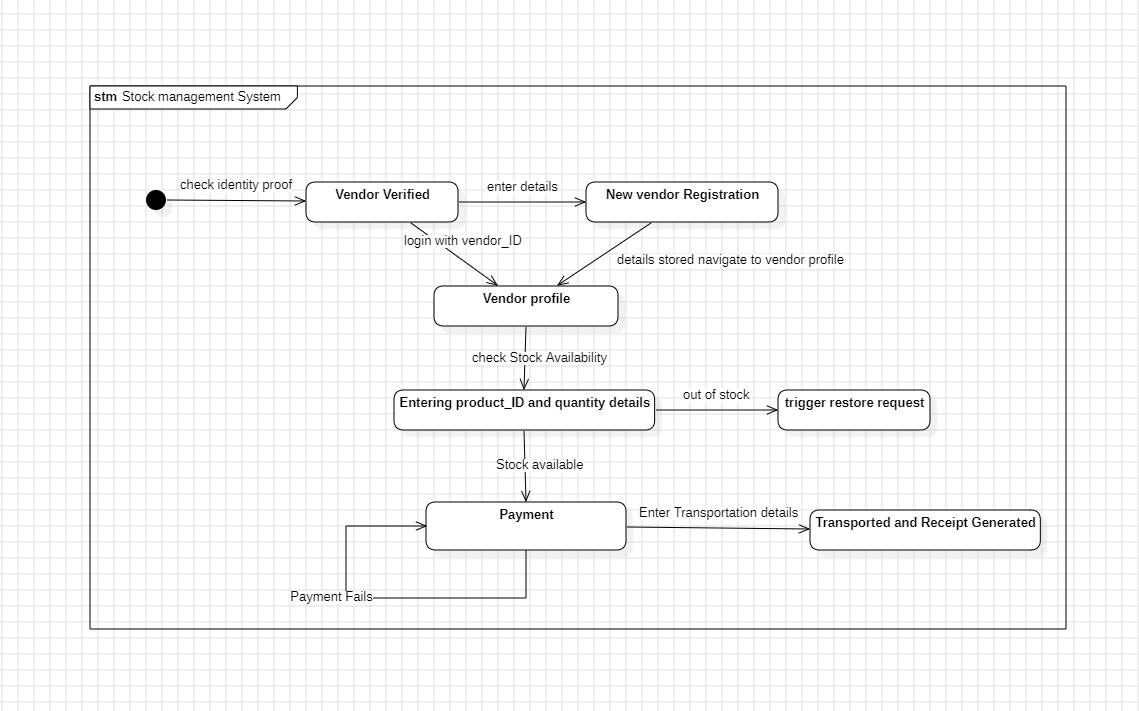 stm Stock management System
check identity proof
Vendor Verified
enter details
New vendor Registration
login with vendor_ID
details stored navigate to vendor profile
Vendor profile
check Stock Availability
Entering product_ID and quantity details
out of stock
trigger restore request
Stock available
Payment
Enter Transportation details
Transported and Receipt Generated
Payment Fails